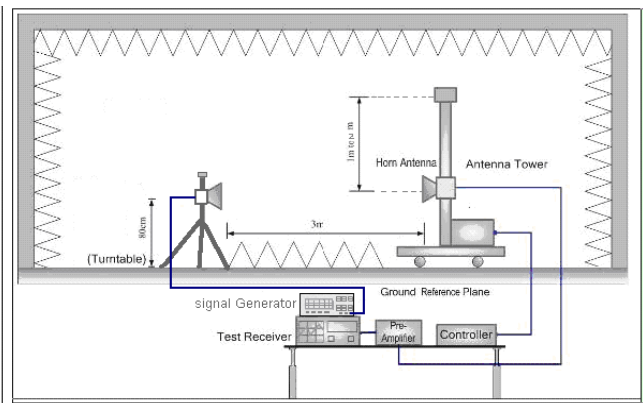 1m to 4 m
Horn Antenna
Antenna Tower
80cm
3m
(Turntable)
Ground Reference Plane
signal Generator
Test Receiver
Pre-
Amplifier
Controller